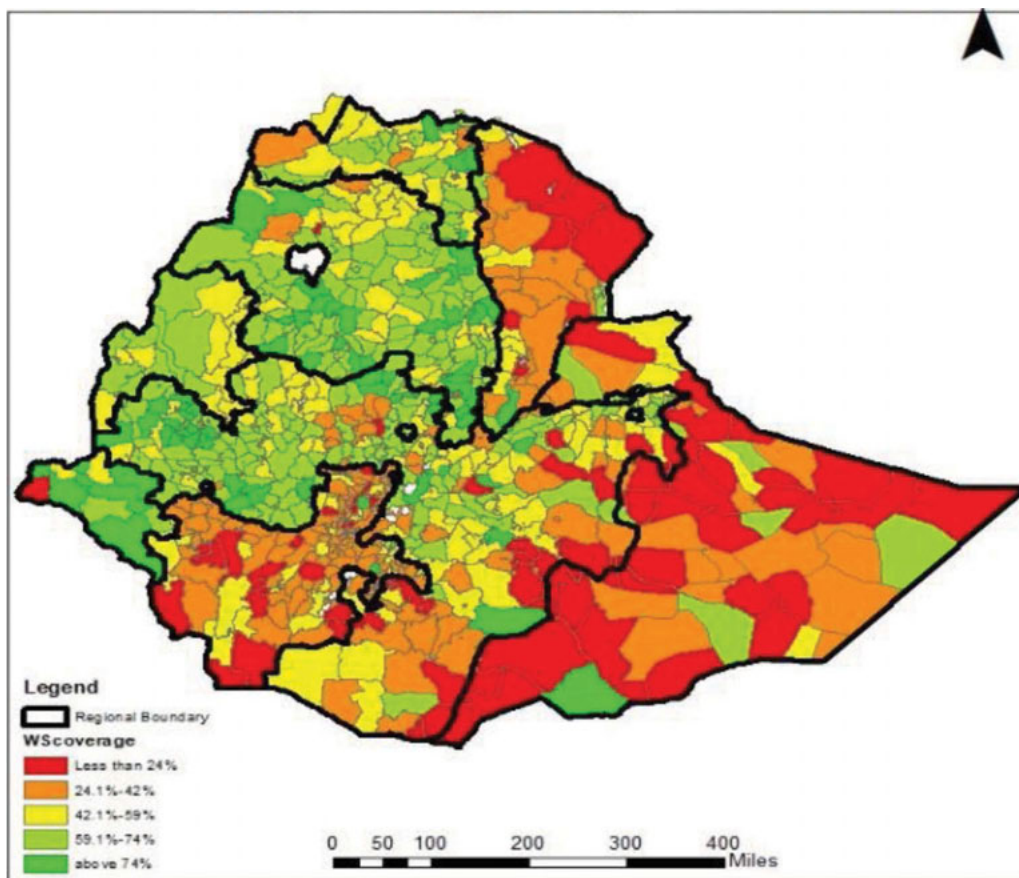 Legend
Regional Boundary
WScoverage
Less than 24%
24.1%-42%
42.1%-59%
59.1%-74%
above 74%
0 50 100 200 300 400
Miles